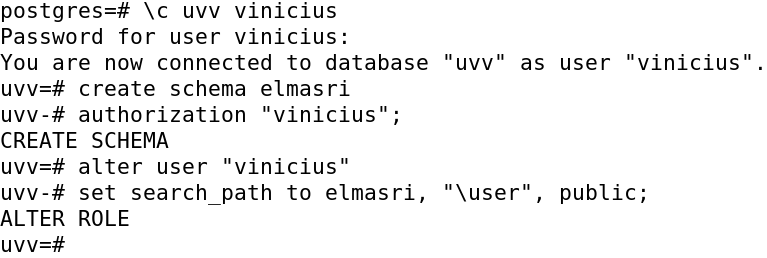 postgres=# \c uvv vinicius
Password for user vinicius:
You are now connected to database "uvv" as user "vinicius".
uvv=# create schema elmasri
uvv-# authorization "vinicius";
CREATE SCHEMA
uvv=# alter user "vinicius"
uvv-# set search_path to elmasri, "\user", public;
ALTER ROLE
uvv=#